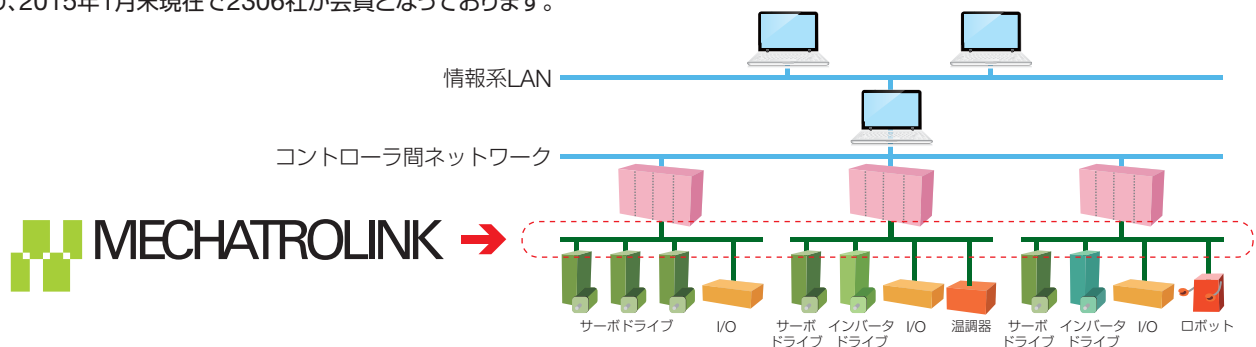 、2015年1月末現在で2306社が会員となっております。
情報系LAN
コントローラ間ネットワーク
MECHATROLINK
サーボドライブ I/O サーボ インバータ I/O 温調器 サーボ インバータ I/O ロボット
ドライブ ドライブ ドライブ ドライブ